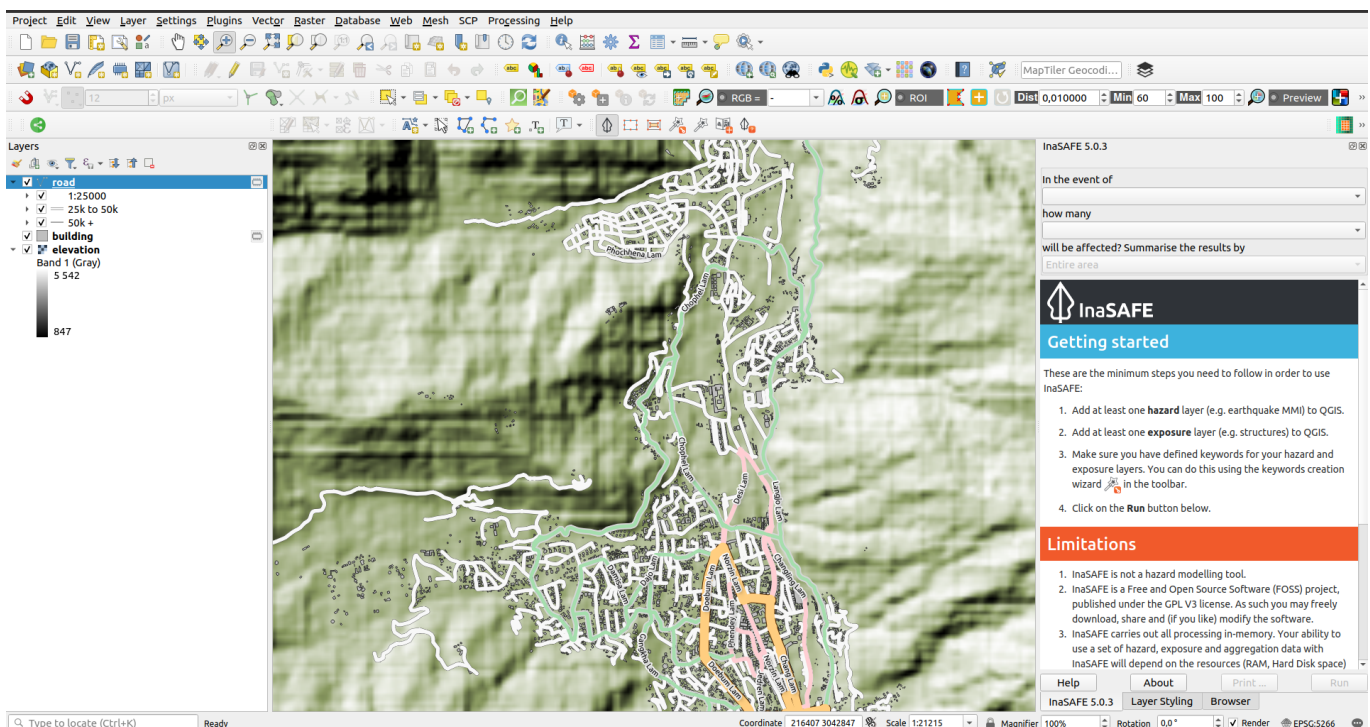 Project Edit View Layer Settings Plugins Vector Raster Database Web Mesh SCP Processing Help
MapTiler Geocodi...
12 px RGB = - ROI Dist 0,010000 Min 60 Max 100 Preview
Layers
road
1:25000
25k to 50k
50k +
building
elevation
Band 1 (Gray)
5 542
847
Phochhena Lam
Chophel Lam
Chophel Lam
Desi Lam
Langjo Lam
Changling Lam
Norzin Lam
Doebum Lam
Phendey Lam
Dajo Lam
Gangkha Lam
Doebum Lam
Norzin Lam
Chang Lam
InaSAFE 5.0.3
In the event of
how many
will be affected? Summarise the results by
Entire area
InaSAFE
Getting started
These are the minimum steps you need to follow in order to use
InaSAFE:
1. Add at least one hazard layer (e.g. earthquake MMI) to QGIS.
2. Add at least one exposure layer (e.g. structures) to QGIS.
3. Make sure you have defined keywords for your hazard and
exposure layers. You can do this using the keywords creation
wizard in the toolbar.
4. Click on the Run button below.
Limitations
1. InaSAFE is not a hazard modelling tool.
2. InaSAFE is a Free and Open Source Software (FOSS) project,
published under the GPL V3 license. As such you may freely
download, share and (if you like) modify the software.
3. InaSAFE carries out all processing in-memory. Your ability to
use a set of hazard, exposure and aggregation data with
InaSAFE will depend on the resources (RAM, Hard Disk space)
Help About Print ... Run
InaSAFE 5.0.3 Layer Styling Browser
Type to locate (Ctrl+K) Ready Coordinate 216407 3042847 Scale 1:21215 Magnifier 100% Rotation 0,0 ° Render EPSG:5266